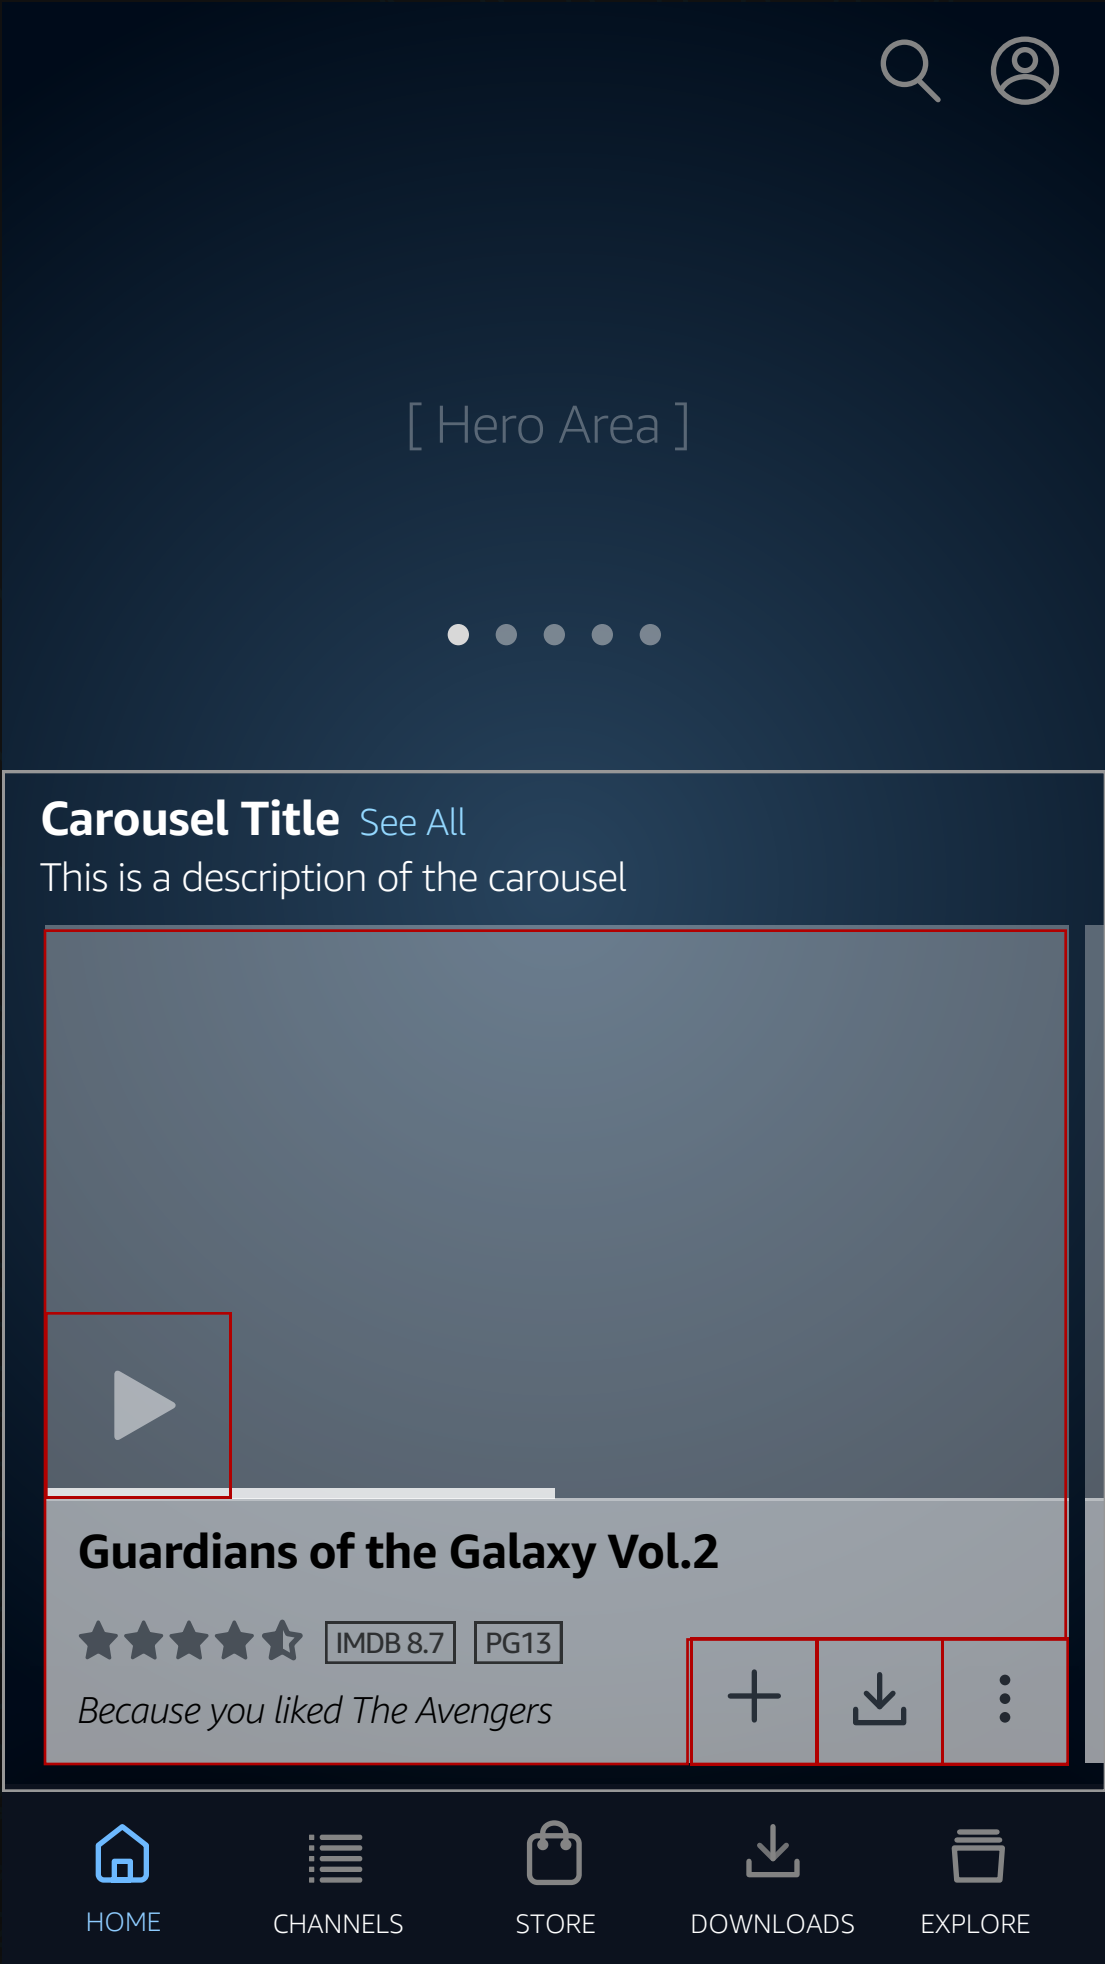 [ Hero Area ]
Carousel Title See All
This is a description of the carousel
Guardians of the Galaxy Vol.2
IMDB 8.7 PG13
Because you liked The Avengers
HOME CHANNELS STORE DOWNLOADS EXPLORE